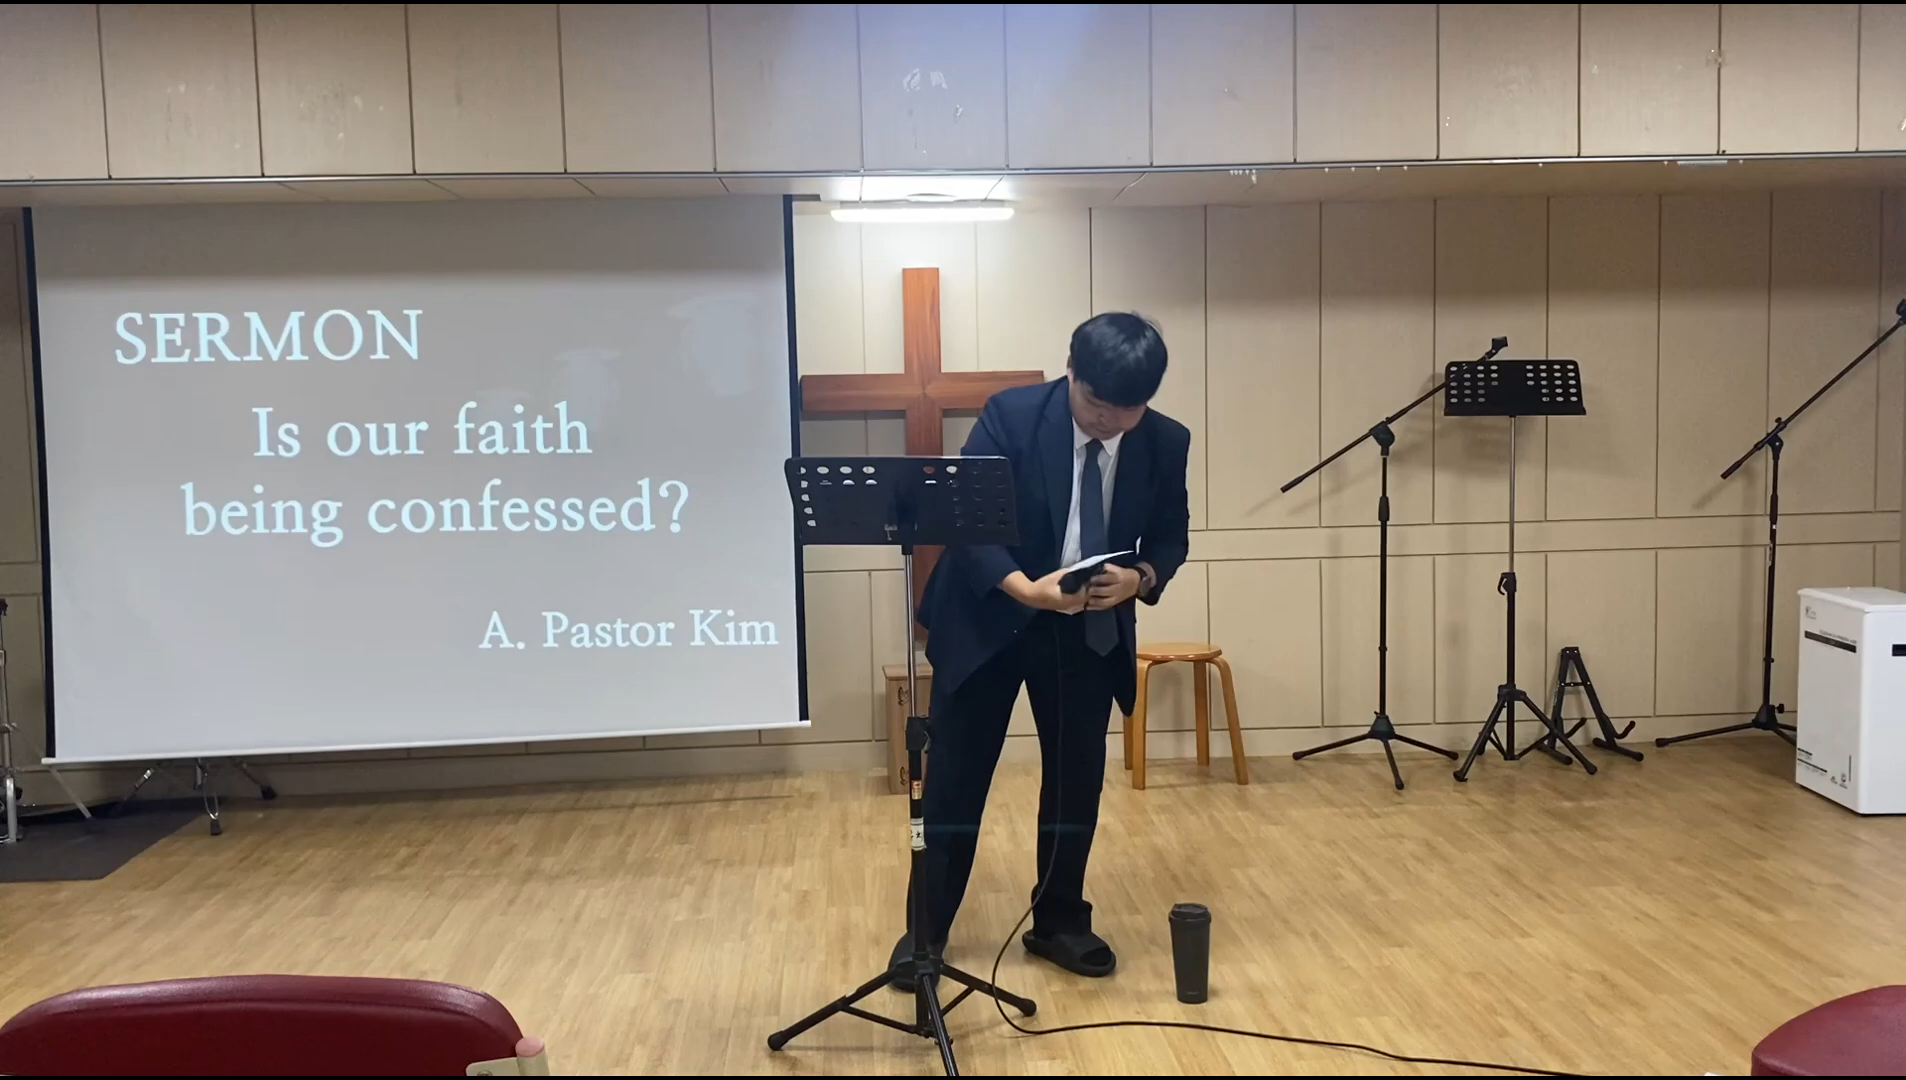 SERMON
Is our faith
being confessed?
A. Pastor Kim